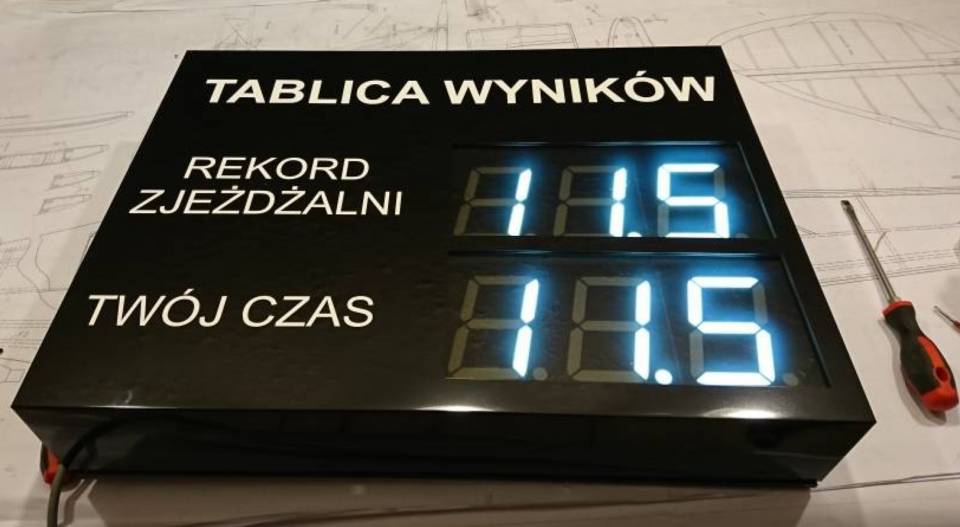 TABLICA WYNIKÓW
REKORD
ZJEŻDŻALNI
11.5
TWÓJ CZAS
11.5